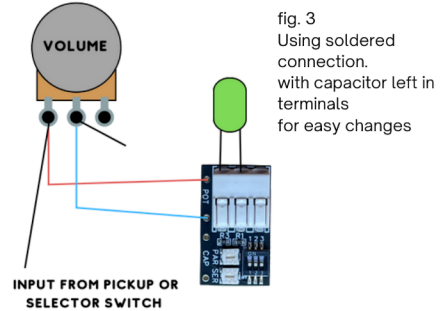 fig. 3
Using soldered
connection.
with capacitor left in
terminals
for easy changes
VOLUME
POT
CAP
PAR
SER
INPUT FROM PICKUP OR
SELECTOR SWITCH